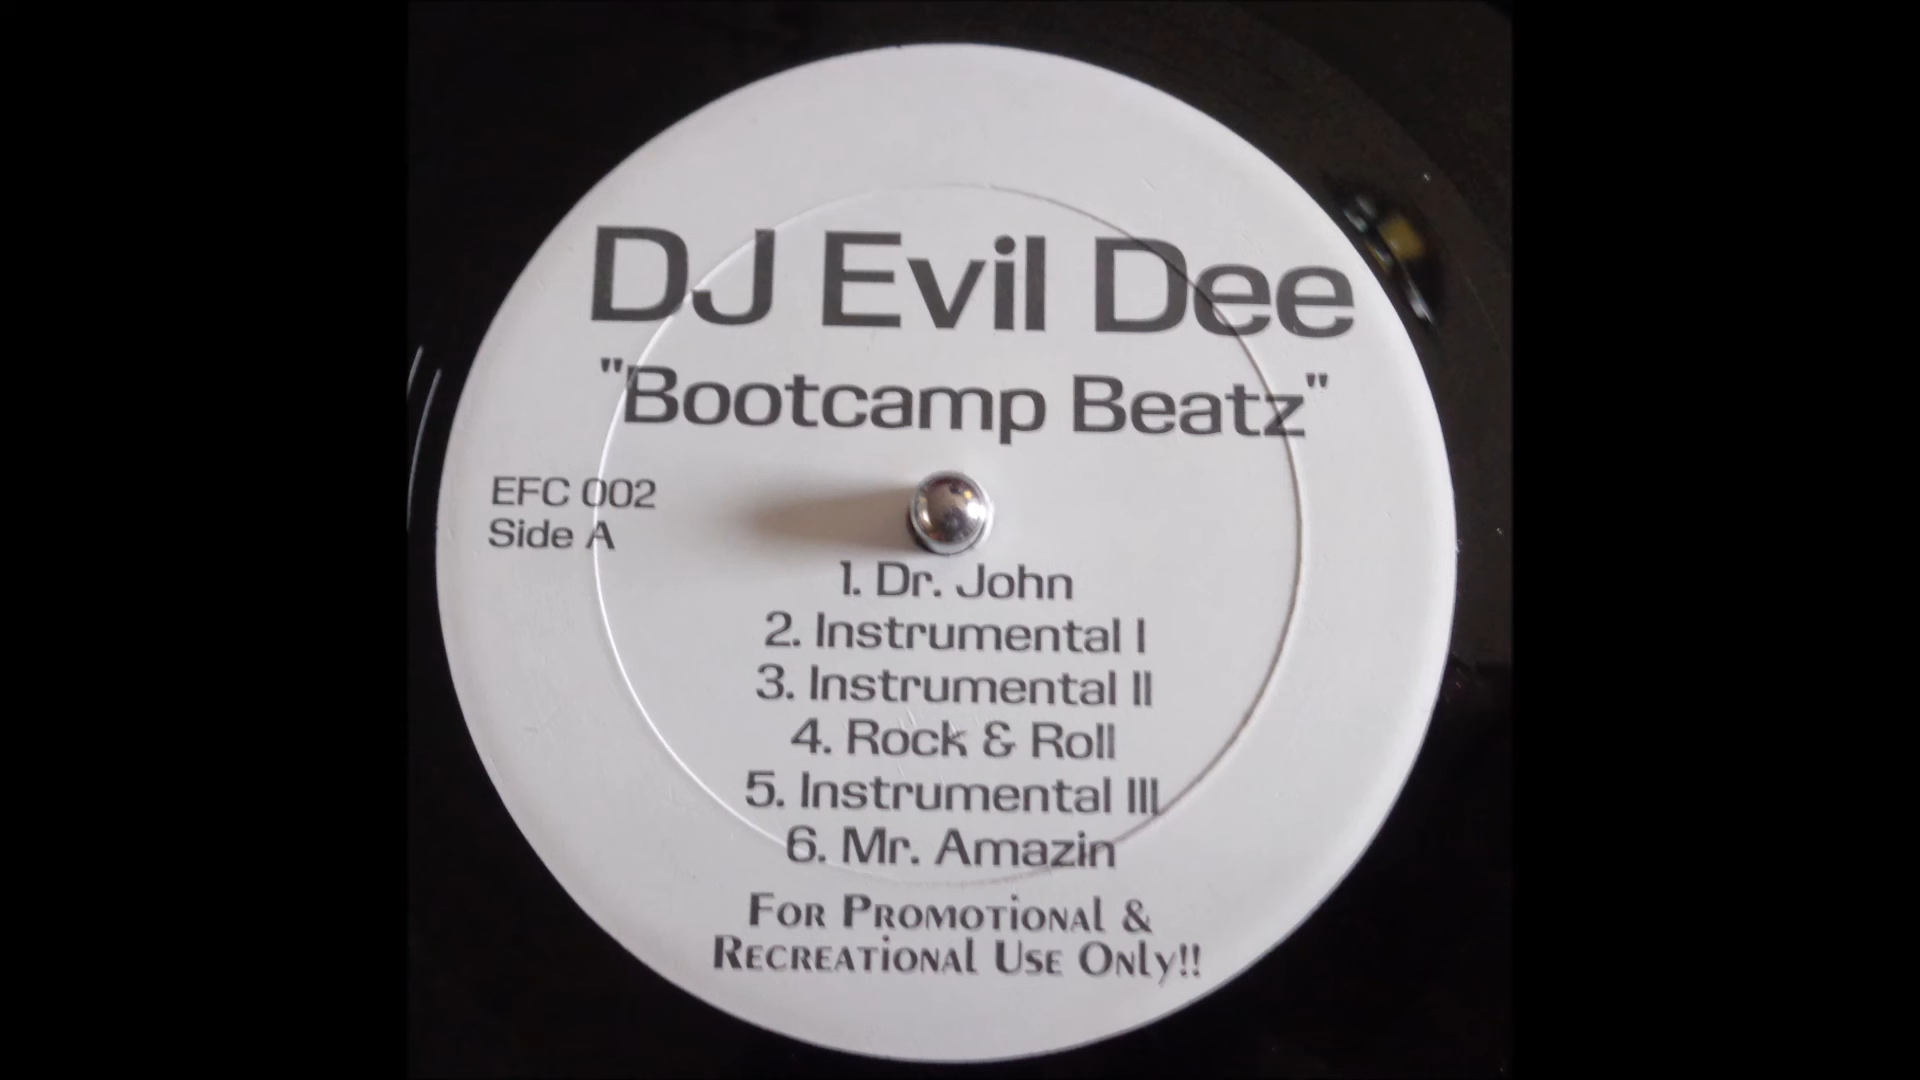 DJ Evil Dee
"Bootcamp Beatz"
EFC 002
Side A
1. Dr. John
2. Instrumental I
3. Instrumental II
4. Rock & Roll
5. Instrumental III
6. Mr. Amazin
For Promotional &
Recreational Use Only!!